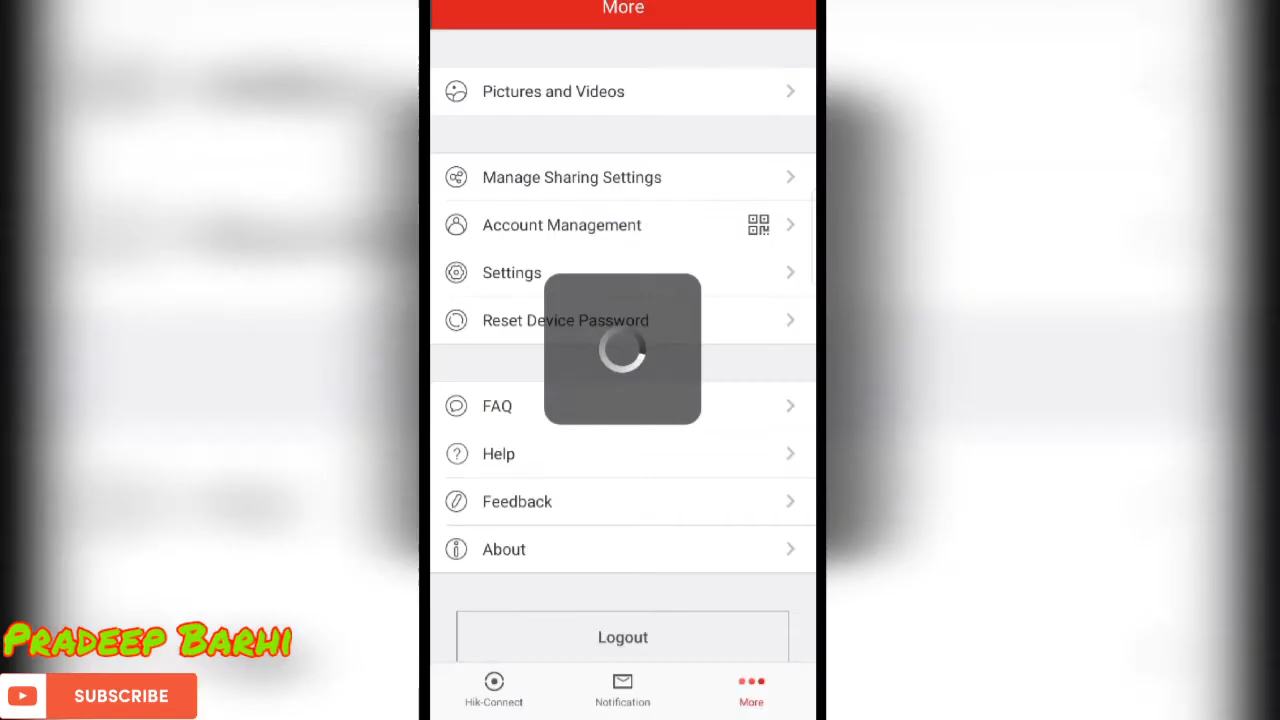 More
Pictures and Videos
Manage Sharing Settings
Account Management
Settings
Reset Device Password
FAQ
Help
Feedback
About
Logout
Hik-Connect
Notification
More
PRADEEP BARHI
SUBSCRIBE